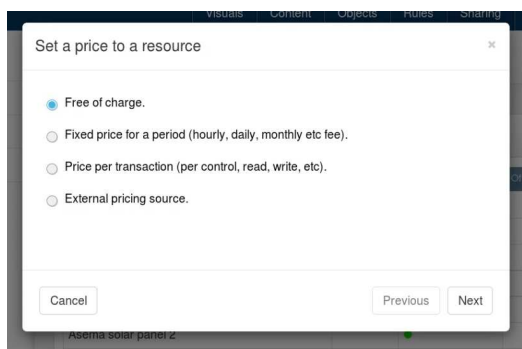 Visuals Content Objects Rules Sharing
Set a price to a resource ×
Free of charge.
Fixed price for a period (hourly, daily, monthly etc fee).
Price per transaction (per control, read, write, etc).
External pricing source.
Cancel Previous Next
Asema solar panel 2